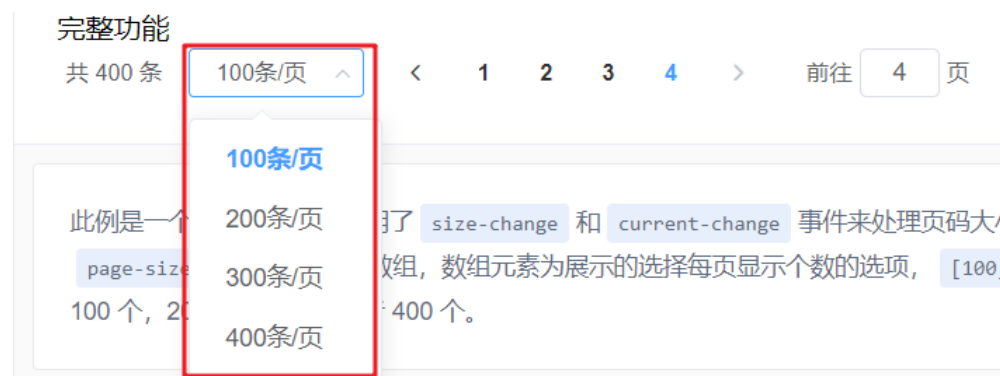 完整功能
共 400 条 100条/页 1 2 3 4 前往 4 页
100条/页
200条/页
300条/页
400条/页
此例是一个 用了 size-change 和 current-change 事件来处理页码大
page-size 数组，数组元素为展示的选择每页显示个数的选项， [100,
100 个，20 400 个。